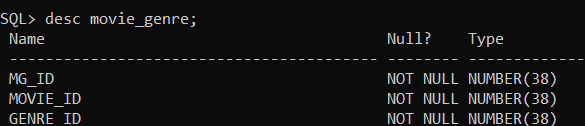 SQL> desc movie_genre;
Name Null? Type
----------------------------------------- -------- --------------
MG_ID NOT NULL NUMBER(38)
MOVIE_ID NOT NULL NUMBER(38)
GENRE_ID NOT NULL NUMBER(38)